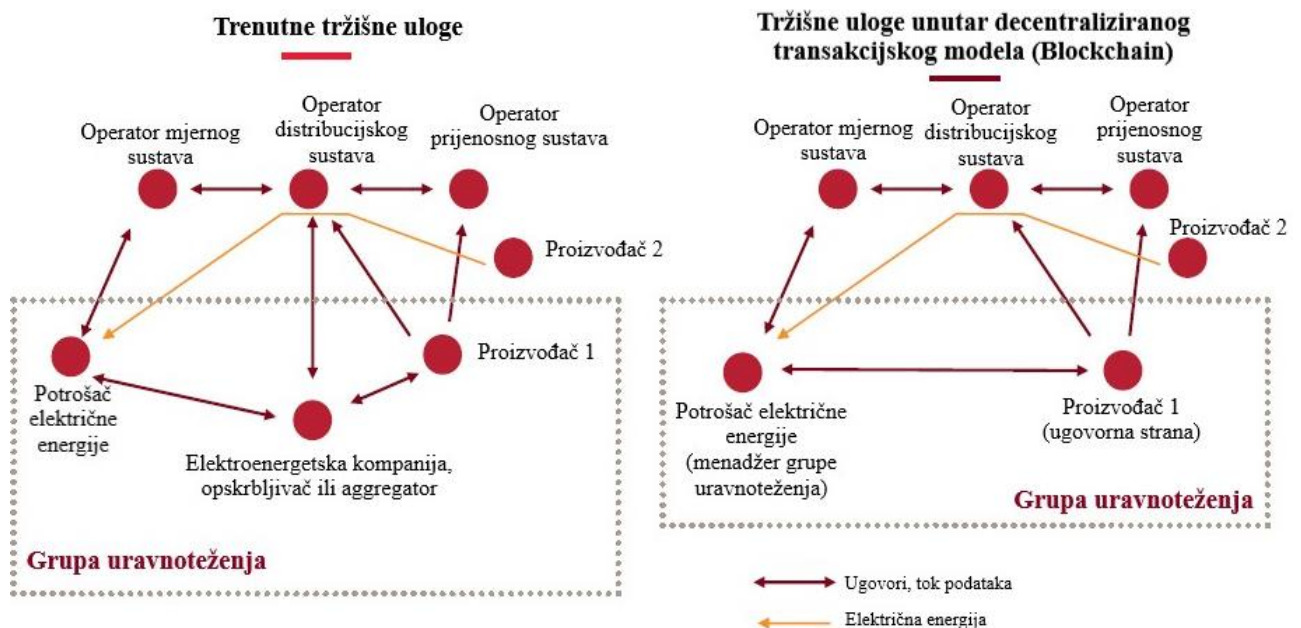 Trenutne tržišne uloge
Operator mjernog
sustava
Operator
distribucijskog
sustava
Operator
prijenosnog sustava
Proizvođač 2
Proizvođač 1
Potrošač
električne
energije
Elektroenergetska kompanija,
opskrbljivač ili aggregator
Grupa uravnoteženja
Tržišne uloge unutar decentraliziranog
transakcijskog modela (Blockchain)
Operator mjernog
sustava
Operator
distribucijskog
sustava
Operator
prijenosnog
sustava
Proizvođač 2
Potrošač električne
energije
(menadžer grupe
uravnoteženja)
Proizvođač 1
(ugovorna strana)
Grupa uravnoteženja
Ugovori, tok podataka
Električna energija